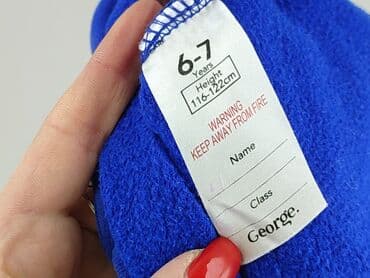 6-7
Years
Height
116-122cm
WARNING
KEEP AWAY FROM FIRE
Name
Class
George.